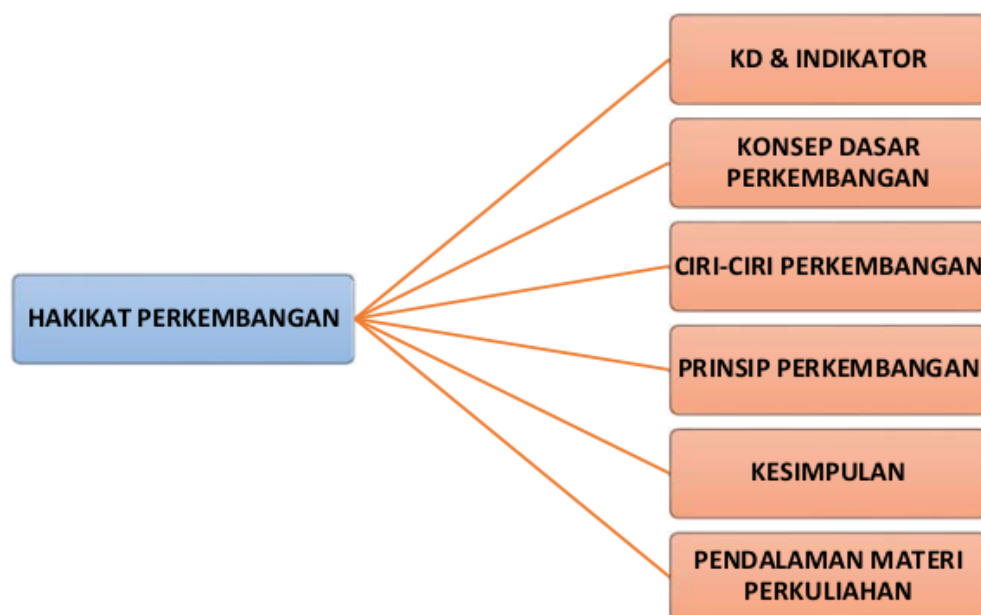 HAKIKAT PERKEMBANGAN
KD & INDIKATOR
KONSEP DASAR
PERKEMBANGAN
CIRI-CIRI PERKEMBANGAN
PRINSIP PERKEMBANGAN
KESIMPULAN
PENDALAMAN MATERI
PERKULIAHAN